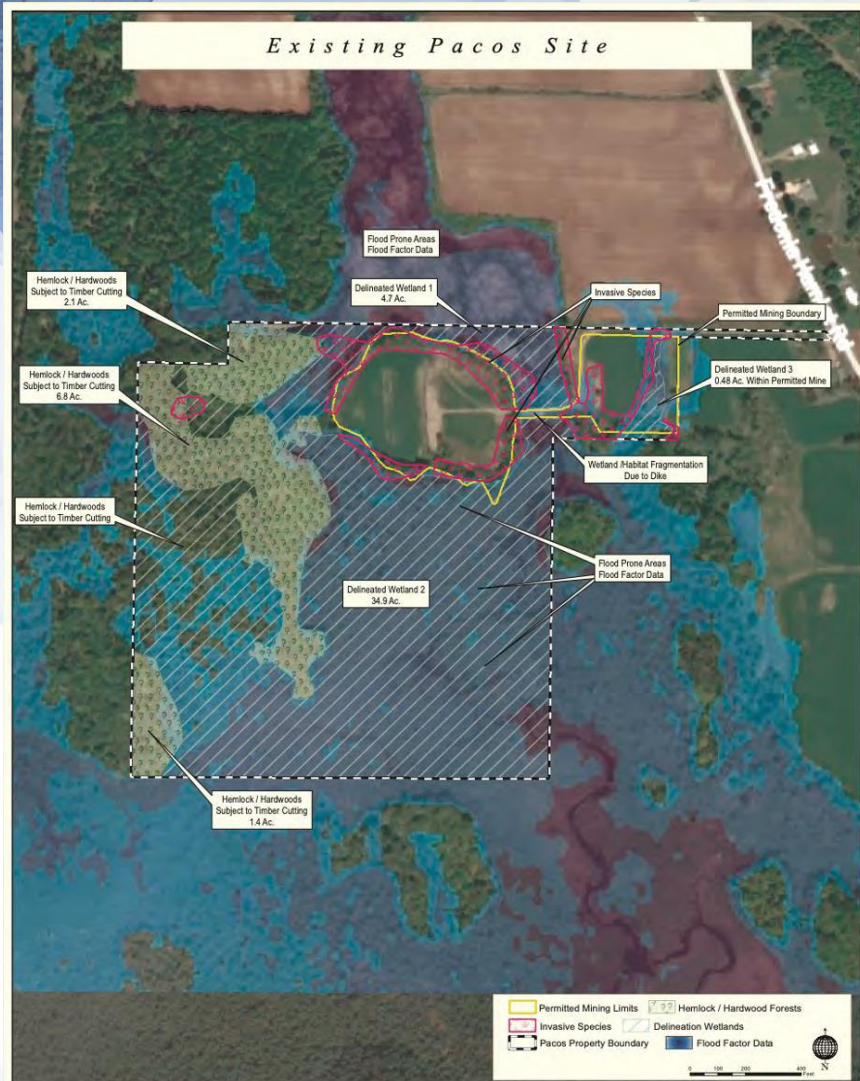 Existing Pacos Site
Flood Prone Areas
Flood Factor Data
Hemlock / Hardwoods
Subject to Timber Cutting
2.1 Ac.
Delineated Wetland 1
4.7 Ac.
Invasive Species
Permitted Mining Boundary
Hemlock / Hardwoods
Subject to Timber Cutting
6.8 Ac.
Delineated Wetland 3
0.48 Ac. Within Permitted Mine
Wetland /Habitat Fragmentation
Due to Dike
Hemlock / Hardwoods
Subject to Timber Cutting
Flood Prone Areas
Flood Factor Data
Delineated Wetland 2
34.9 Ac.
Hemlock / Hardwoods
Subject to Timber Cutting
1.4 Ac.
Permitted Mining Limits
Hemlock / Hardwood Forests
Invasive Species
Delineation Wetlands
Pacos Property Boundary
Flood Factor Data
N
0 100 200 400
Feet